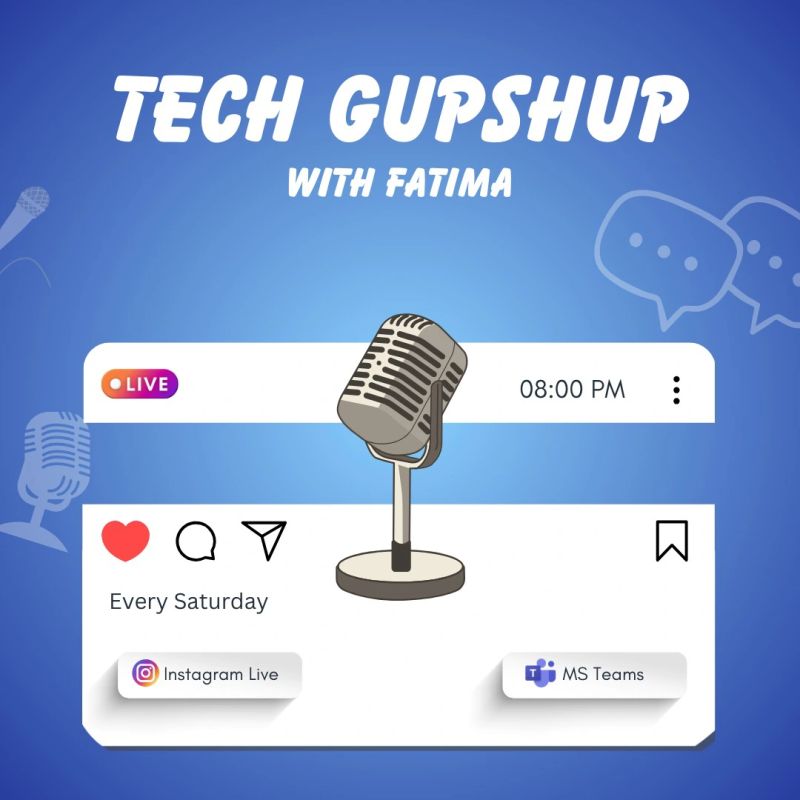 TECH GUPSHUP
WITH FATIMA
LIVE
08:00 PM
Every Saturday
Instagram Live
T MS Teams